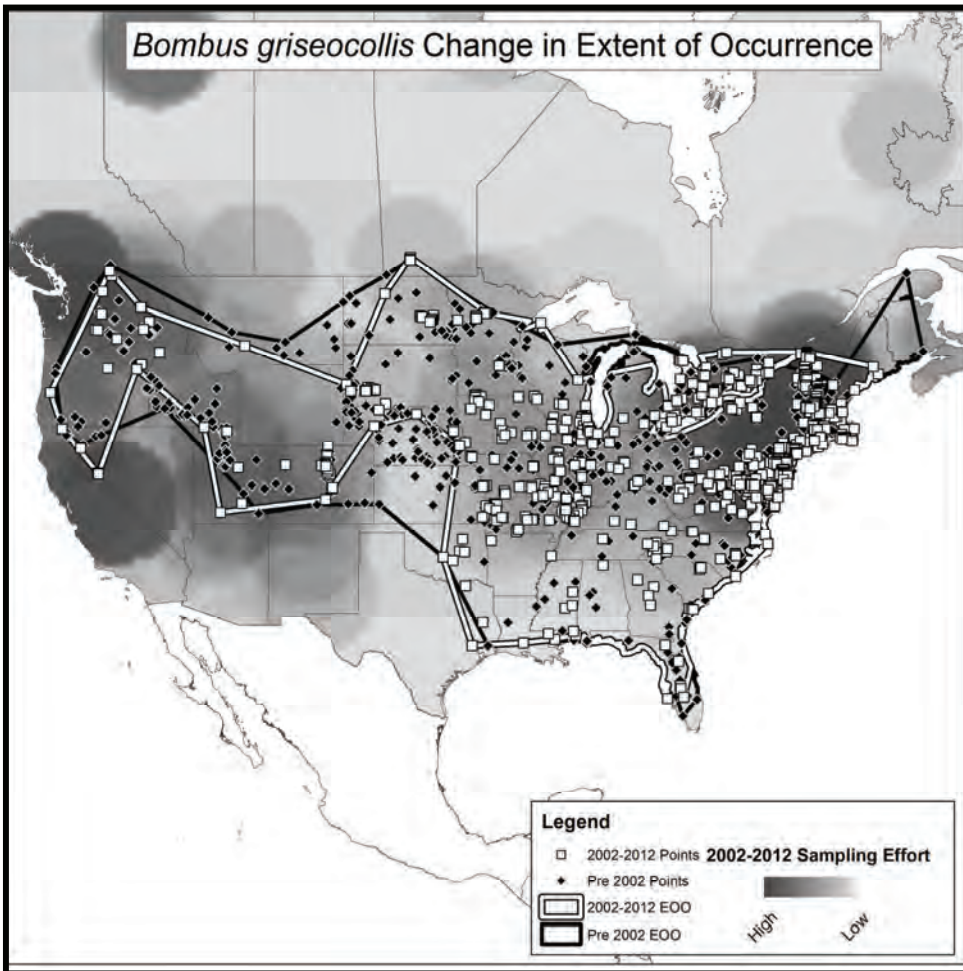 Bombus griseocollis Change in Extent of Occurrence
Legend
2002-2012 Points
Pre 2002 Points
2002-2012 EOO
Pre 2002 EOO
2002-2012 Sampling Effort
High
Low